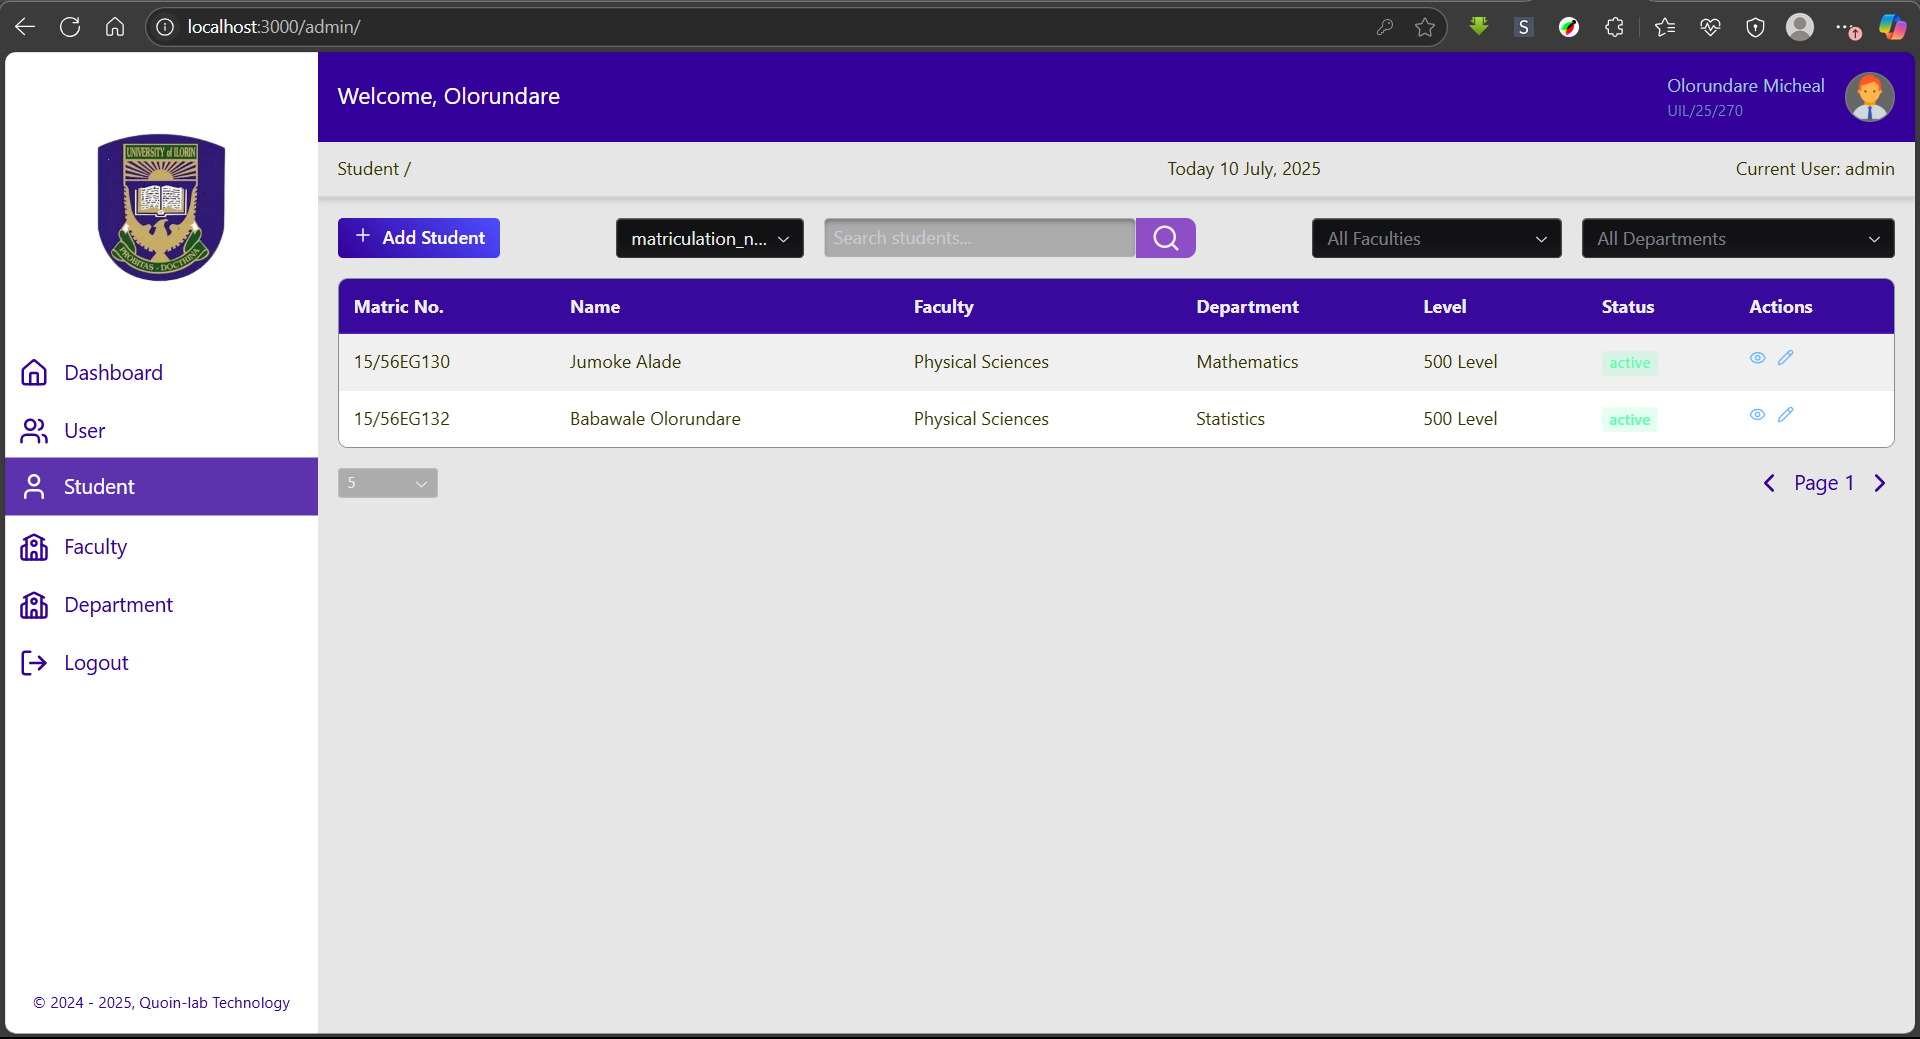 localhost:3000/admin/
S
Welcome, Olorundare
Olorundare Micheal
UIL/25/270
UNIVERSITY of ILORIN
PROBITAS - DOCTRINA
Student /
Today 10 July, 2025
Current User: admin
+ Add Student
matriculation_n...
Search students...
All Faculties
All Departments
Matric No. Name Faculty Department Level Status Actions
15/56EG130 Jumoke Alade Physical Sciences Mathematics 500 Level active
15/56EG132 Babawale Olorundare Physical Sciences Statistics 500 Level active
5
Page 1
Dashboard
User
Student
Faculty
Department
Logout
© 2024 - 2025, Quoin-lab Technology